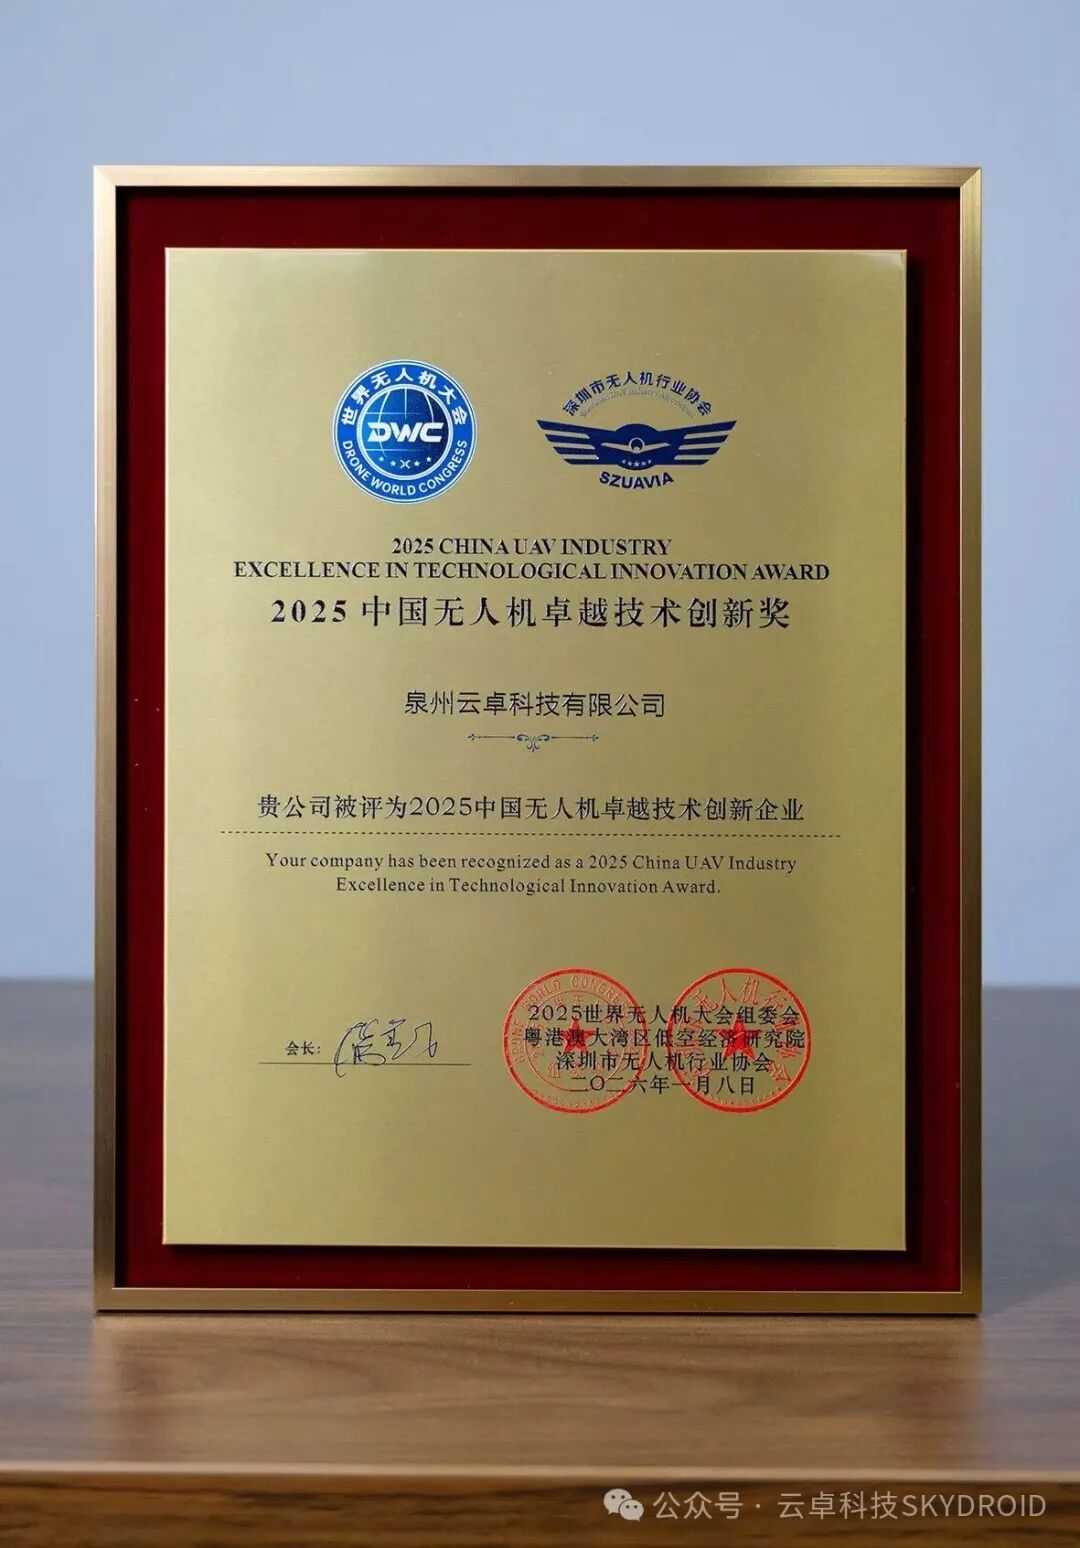 世界无人机大会
DWC
DRONE WORLD CONGRESS
深圳市无人机行业协会
Shenzhen UAV Industry Association
SZUAVIA
2025 CHINA UAV INDUSTRY
EXCELLENCE IN TECHNOLOGICAL INNOVATION AWARD
2025 中国无人机卓越技术创新奖
泉州云卓科技有限公司
贵公司被评为2025中国无人机卓越技术创新企业
Your company has been recognized as a 2025 China UAV Industry
Excellence in Technological Innovation Award.
会长:
2025世界无人机大会组委会
粤港澳大湾区低空经济研究院
深圳市无人机行业协会
二〇二六年一月八日
公众号 · 云卓科技SKYDROID